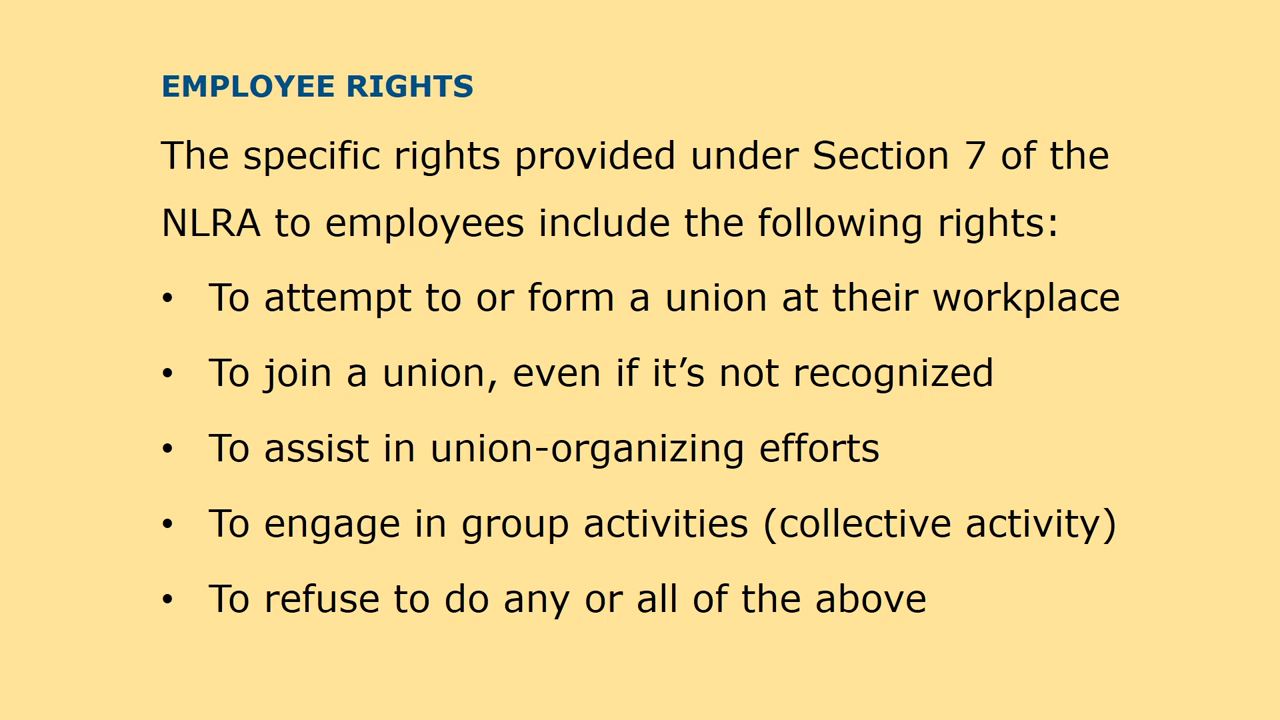 EMPLOYEE RIGHTS
The specific rights provided under Section 7 of the
NLRA to employees include the following rights:
• To attempt to or form a union at their workplace
• To join a union, even if it’s not recognized
• To assist in union-organizing efforts
• To engage in group activities (collective activity)
• To refuse to do any or all of the above